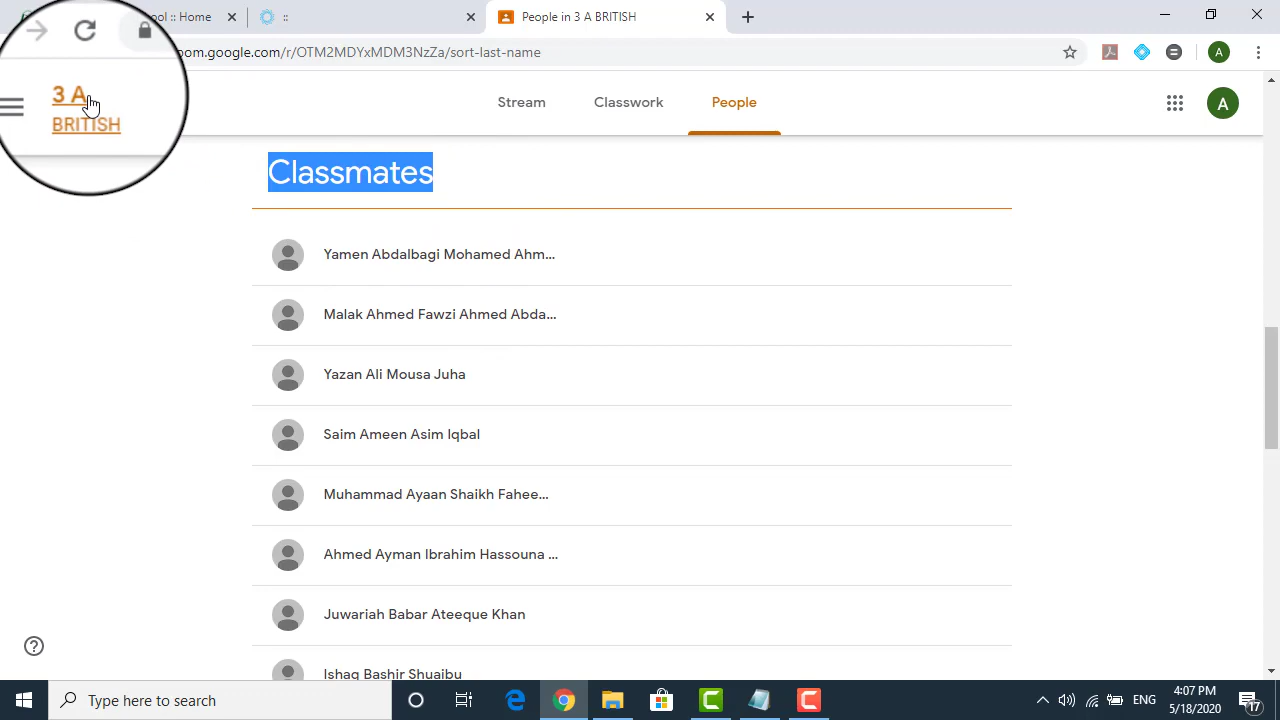 ool :: Home
::
People in 3 A BRITISH
oom.google.com/r/OTM2MDYxMDM3NzZa/sort-last-name
A
3 A
BRITISH
Stream
Classwork
People
A
Classmates
Yamen Abdalbagi Mohamed Ahm...
Malak Ahmed Fawzi Ahmed Abda...
Yazan Ali Mousa Juha
Saim Ameen Asim Iqbal
Muhammad Ayaan Shaikh Fahee...
Ahmed Ayman Ibrahim Hassouna ...
Juwariah Babar Ateeque Khan
Ishaq Bashir Shuaibu
Type here to search
ENG
4:07 PM
5/18/2020
17